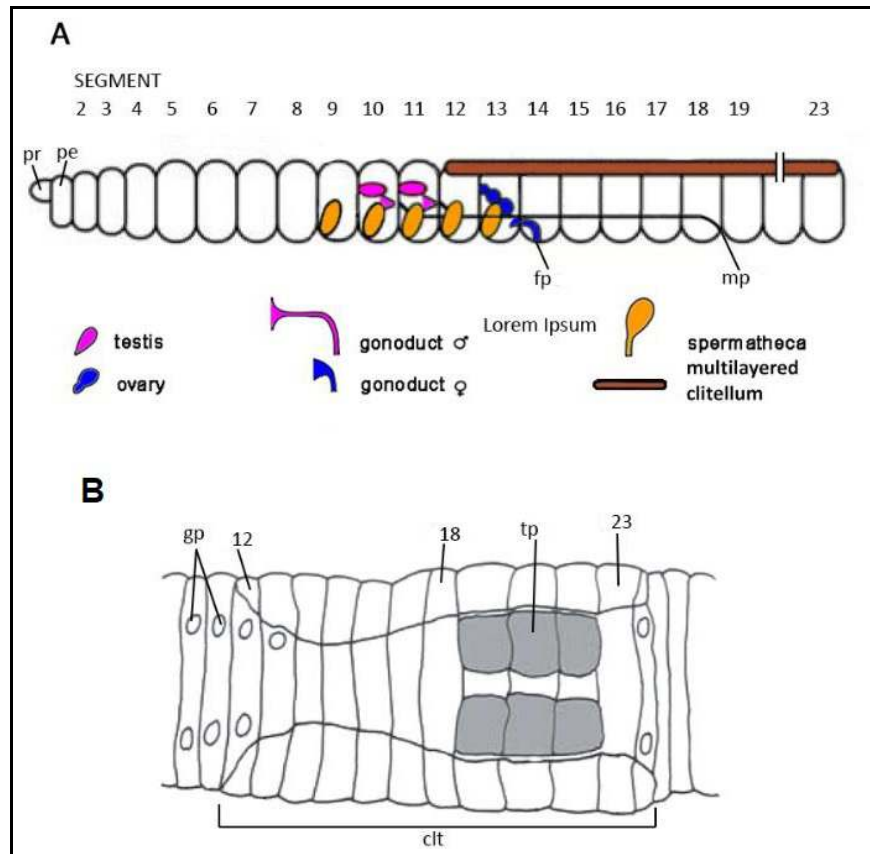 A
SEGMENT
2 3 4 5 6 7 8 9 10 11 12 13 14 15 16 17 18 19 23
pr pe
fp mp
testis gonoduct ♂ Lorem Ipsum spermatheca
ovary gonoduct ♀ multilayered
clitellum
B
gp 12 18 tp 23
clt